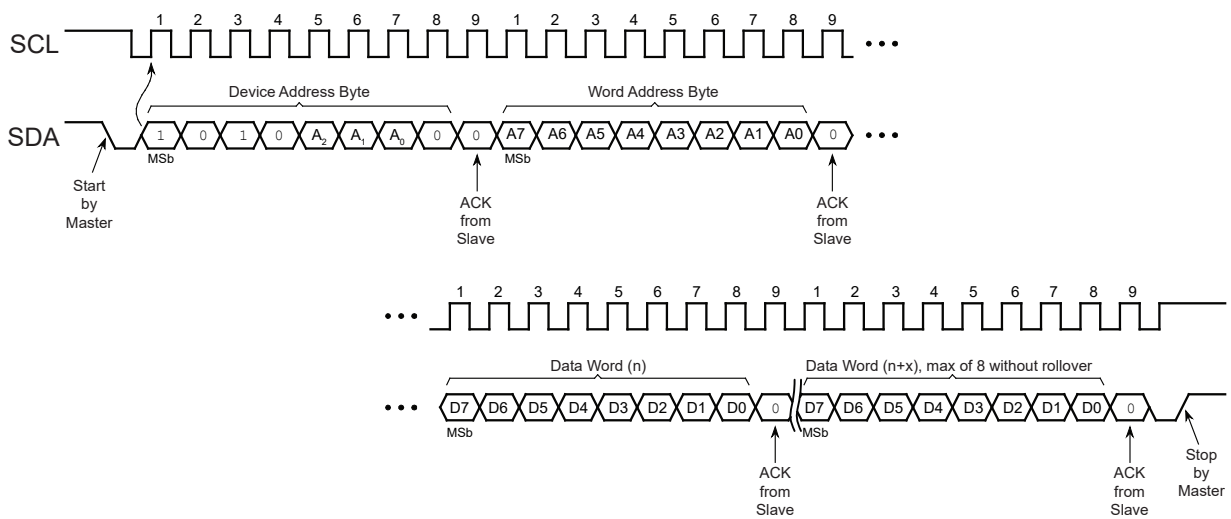 1 2 3 4 5 6 7 8 9 1 2 3 4 5 6 7 8 9
SCL
Device Address Byte Word Address Byte
SDA 1 0 1 0 A2 A1 A0 0 0 A7 A6 A5 A4 A3 A2 A1 A0 0
MSb MSb
Start
by
Master
ACK
from
Slave
ACK
from
Slave
1 2 3 4 5 6 7 8 9 1 2 3 4 5 6 7 8 9
Data Word (n) Data Word (n+x), max of 8 without rollover
D7 D6 D5 D4 D3 D2 D1 D0 0 D7 D6 D5 D4 D3 D2 D1 D0 0
MSb MSb
ACK
from
Slave
ACK
from
Slave
Stop
by
Master